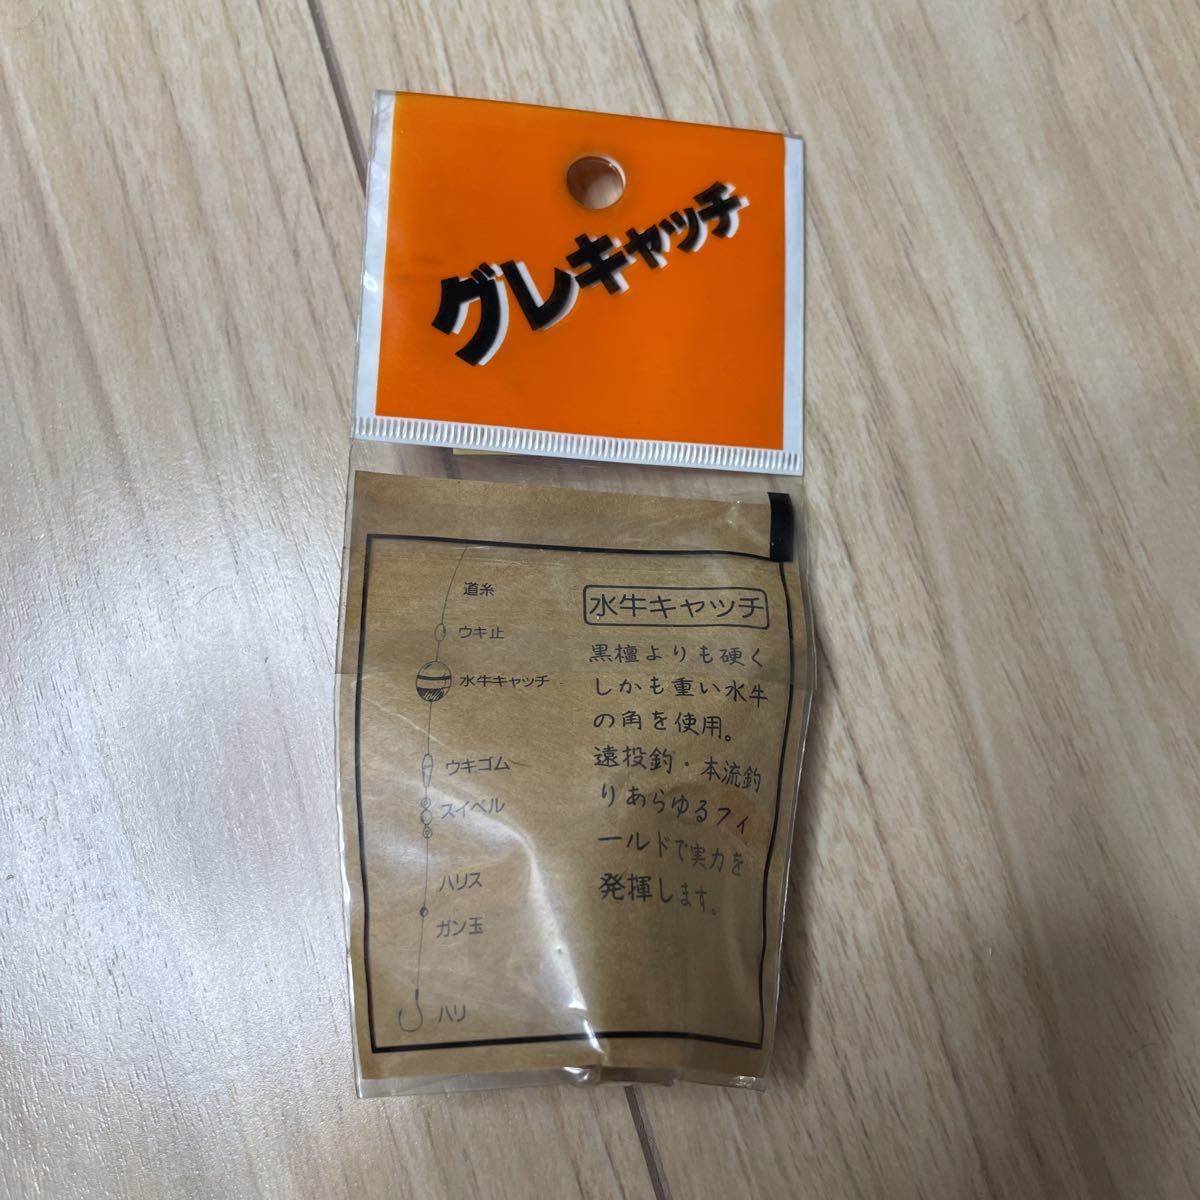 グレキャッチ
道糸
ウキ止
水牛キャッチ
ウキゴム
スイベル
ハリス
ガン玉
ハリ
水牛キャッチ
黒檀よりも硬く
しかも重い水牛
の角を使用。
遠投釣・本流釣
りあらゆるフィ
ールドで実力を
発揮します。